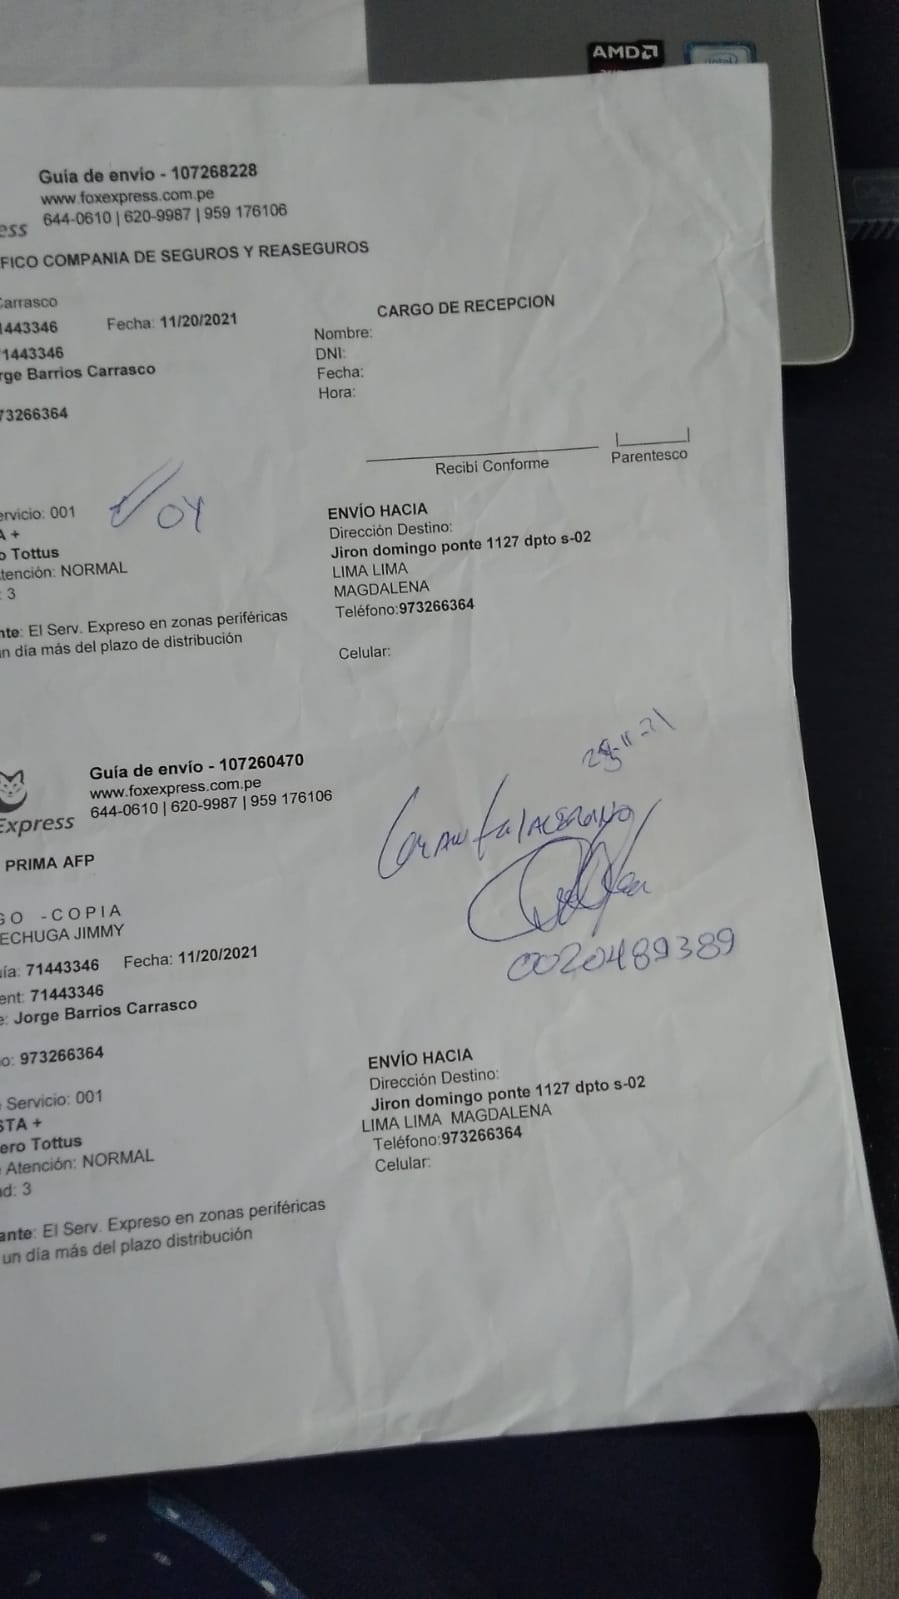 AMD
intel
Guía de envío - 107268228
www.foxexpress.com.pe
644-0610 | 620-9987 | 959 176106
ess
FICO COMPANIA DE SEGUROS Y REASEGUROS
Carrasco
1443346 Fecha: 11/20/2021
71443346
rge Barrios Carrasco
73266364
CARGO DE RECEPCION
Nombre:
DNI:
Fecha:
Hora:
Recibí Conforme
Parentesco
ervicio: 001
A +
o Tottus
tención: NORMAL
: 3
nte: El Serv. Expreso en zonas periféricas
un día más del plazo de distribución
04
ENVÍO HACIA
Dirección Destino:
Jiron domingo ponte 1127 dpto s-02
LIMA LIMA
MAGDALENA
Teléfono:973266364
Celular:
Guía de envío - 107260470
www.foxexpress.com.pe
644-0610 | 620-9987 | 959 176106
Express
PRIMA AFP
GO -COPIA
ECHUGA JIMMY
uía: 71443346 Fecha: 11/20/2021
ent: 71443346
e: Jorge Barrios Carrasco
o: 973266364
Servicio: 001
STA +
ero Tottus
Atención: NORMAL
ad: 3
ante: El Serv. Expreso en zonas periféricas
un día más del plazo distribución
0020489389
ENVÍO HACIA
Dirección Destino:
Jiron domingo ponte 1127 dpto s-02
LIMA LIMA MAGDALENA
Teléfono:973266364
Celular: